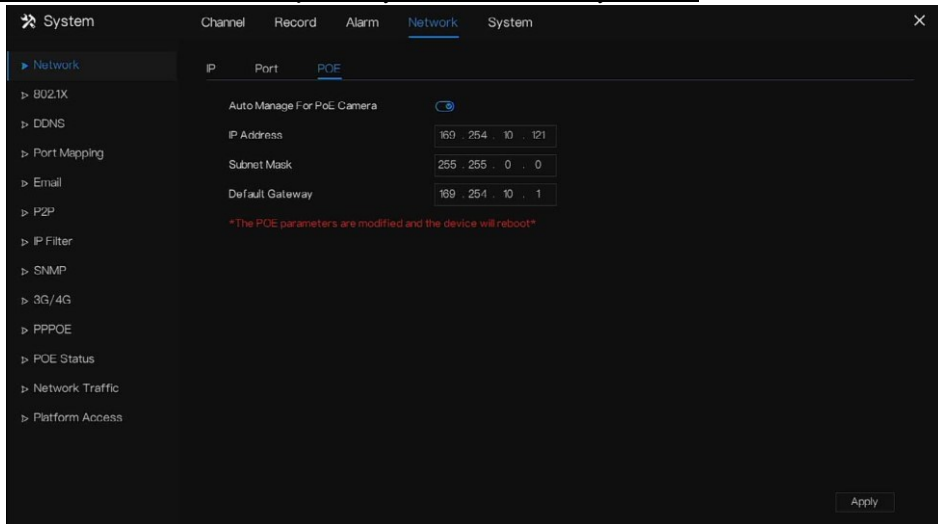 System Channel Record Alarm Network System
Network
IP Port POE
802.1X
Auto Manage For PoE Camera
DDNS
IP Address 169 . 254 . 10 . 121
Port Mapping
Subnet Mask 255 . 255 . 0 . 0
Email
Default Gateway 169 . 254 . 10 . 1
P2P
*The POE parameters are modified and the device will reboot*
IP Filter
SNMP
3G/4G
PPPOE
POE Status
Network Traffic
Platform Access
Apply